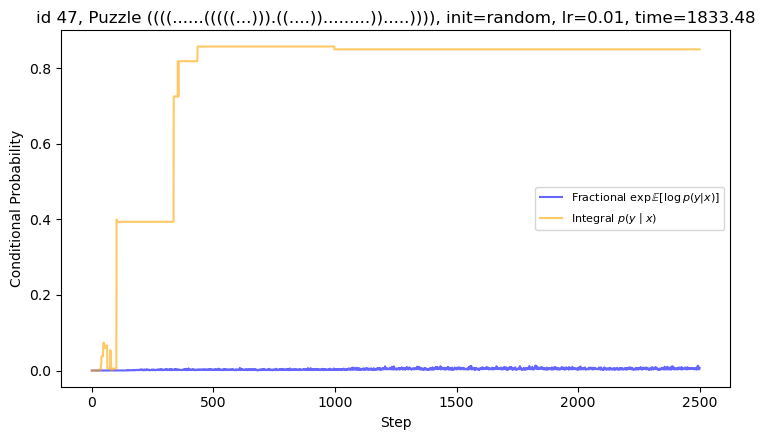 id 47, Puzzle ((((......(((((...))).((....)).........)).....)))), init=random, lr=0.01, time=1833.48
Conditional Probability
0.8
0.6
0.4
0.2
0.0
Fractional exp𝔼[log p(y|x)]
Integral p(y | x)
0
500
1000
1500
2000
2500
Step